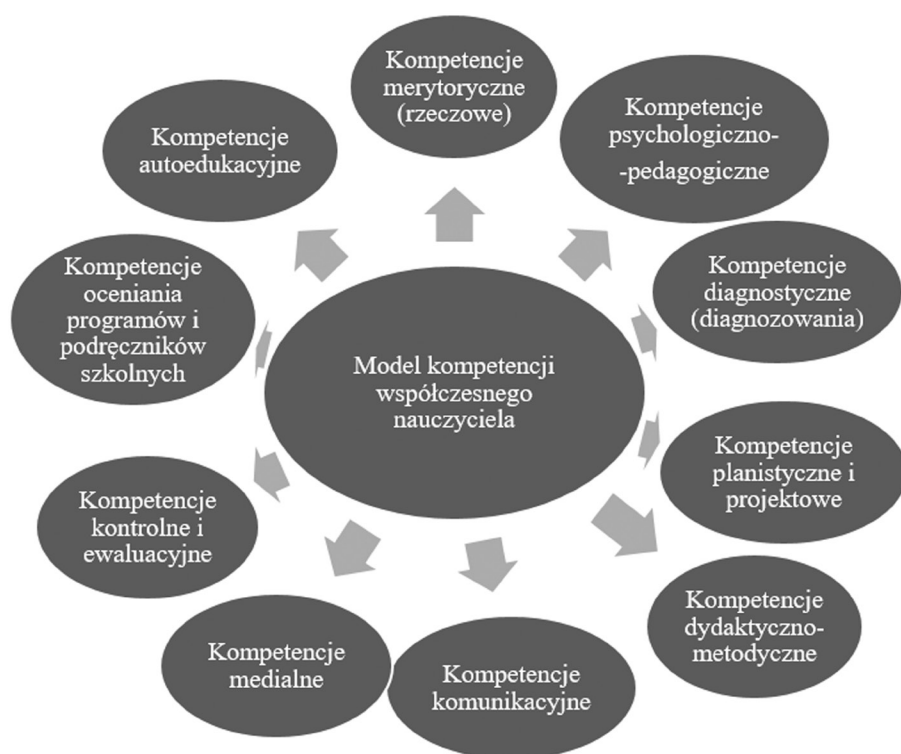 Kompetencje
merytoryczne
(rzeczowe)
Kompetencje
psychologiczno-
-pedagogiczne
Kompetencje
diagnostyczne
(diagnozowania)
Kompetencje
planistyczne i
projektowe
Kompetencje
dydaktyczno-
metodyczne
Kompetencje
komunikacyjne
Kompetencje
medialne
Kompetencje
kontrolne i
ewaluacyjne
Kompetencje
oceniania
programów i
podręczników
szkolnych
Kompetencje
autoedukacyjne
Model kompetencji
współczesnego
nauczyciela